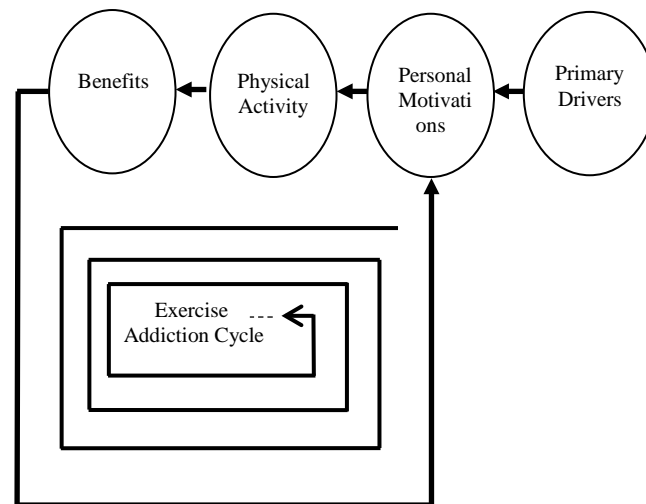 Benefits
Physical
Activity
Personal
Motivati
ons
Primary
Drivers
Exercise ---
Addiction Cycle